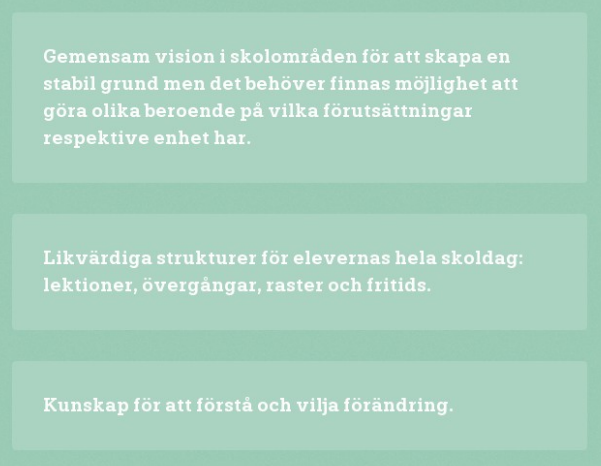 Gemensam vision i skolområden för att skapa en
stabil grund men det behöver finnas möjlighet att
göra olika beroende på vilka förutsättningar
respektive enhet har.
Likvärdiga strukturer för elevernas hela skoldag:
lektioner, övergångar, raster och fritids.
Kunskap för att förstå och vilja förändring.